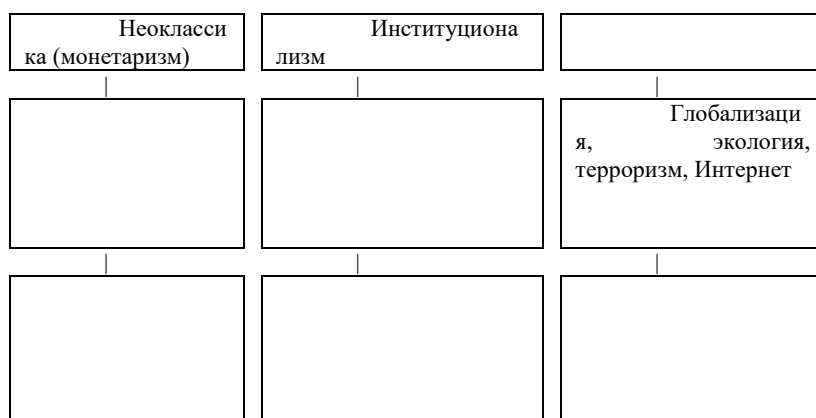 Неокласси
ка (монетаризм)
Институциона
лизм
Глобализаци
я, экология,
терроризм, Интернет